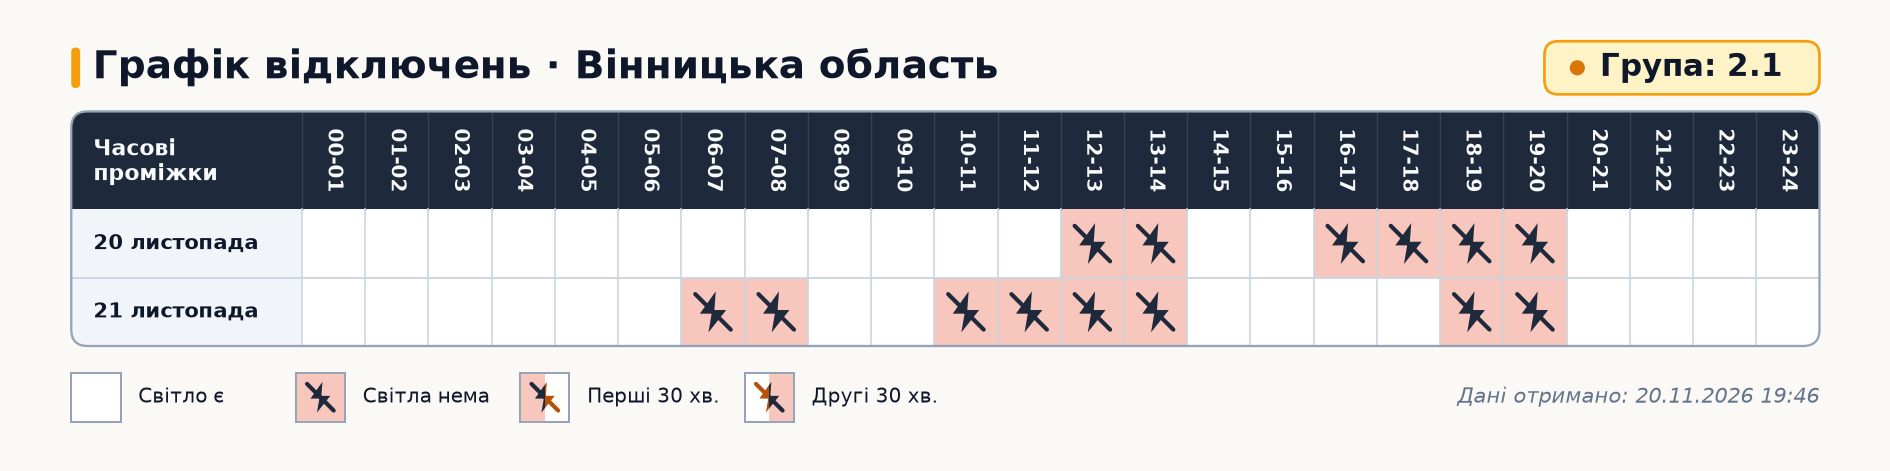 Графік відключень · Вінницька область
Група: 2.1
Часові
проміжки
00-01
01-02
02-03
03-04
04-05
05-06
06-07
07-08
08-09
09-10
10-11
11-12
12-13
13-14
14-15
15-16
16-17
17-18
18-19
19-20
20-21
21-22
22-23
23-24
20 листопада
21 листопада
Світло є
Світла нема
Перші 30 хв.
Другі 30 хв.
Дані отримано: 20.11.2026 19:46